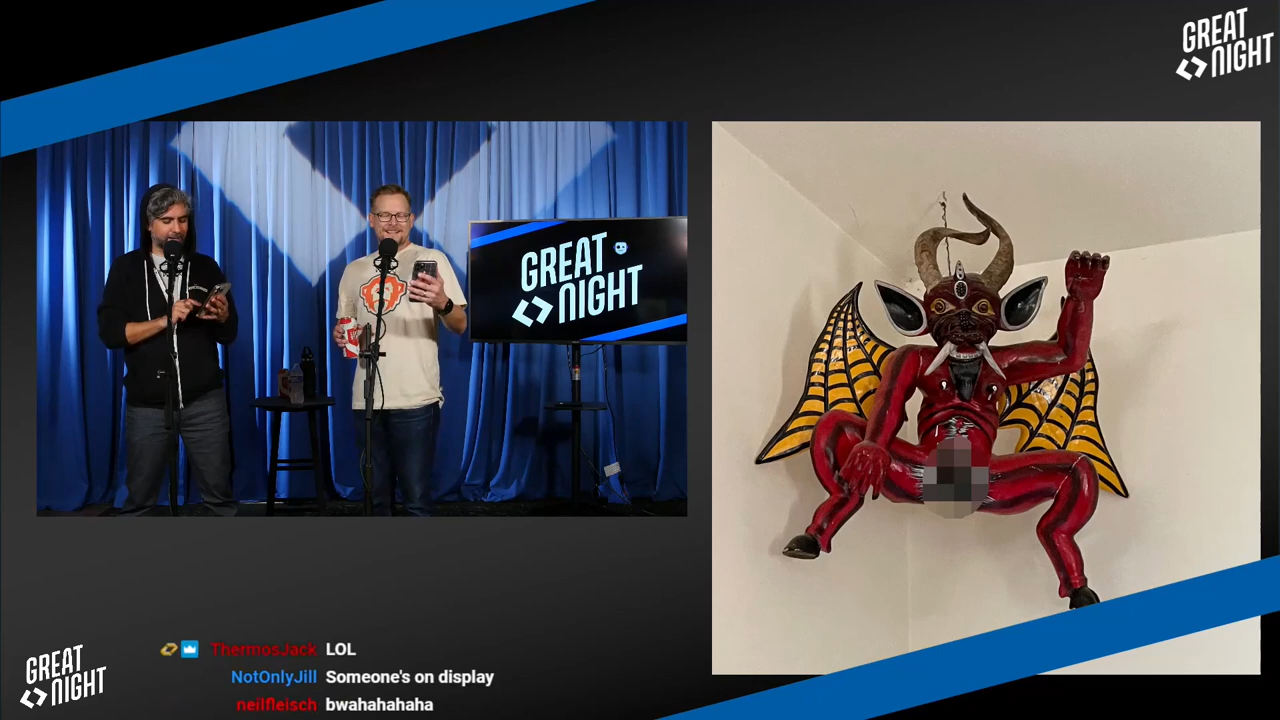 GREAT
NIGHT
GREAT
NIGHT
GREAT
NIGHT
ThermosJack LOL
NotOnlyJill Someone's on display
neilfleisch bwahahahaha